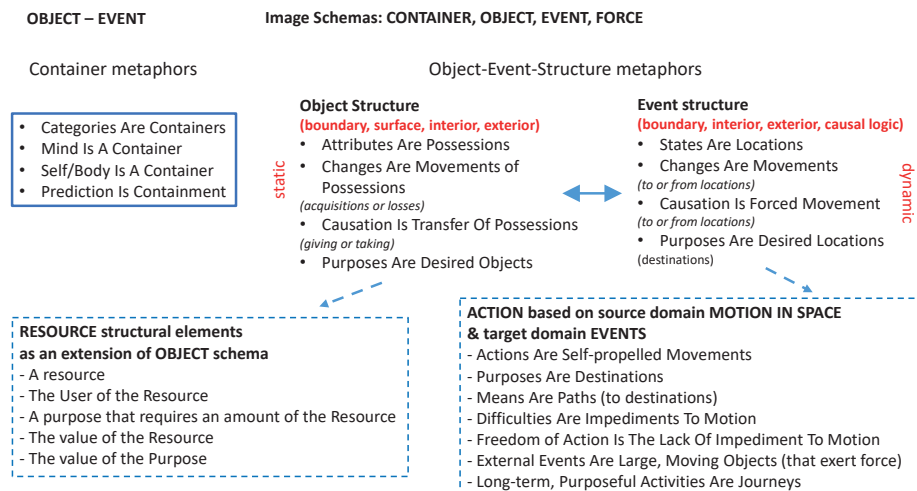 OBJECT – EVENT
Image Schemas: CONTAINER, OBJECT, EVENT, FORCE
Container metaphors
Object-Event-Structure metaphors
• Categories Are Containers
• Mind Is A Container
• Self/Body Is A Container
• Prediction Is Containment
static
Object Structure
(boundary, surface, interior, exterior)
• Attributes Are Possessions
• Changes Are Movements of
Possessions
(acquisitions or losses)
• Causation Is Transfer Of Possessions
(giving or taking)
• Purposes Are Desired Objects
Event structure
(boundary, interior, exterior, causal logic)
• States Are Locations
• Changes Are Movements
(to or from locations)
• Causation Is Forced Movement
(to or from locations)
• Purposes Are Desired Locations
(destinations)
dynamic
RESOURCE structural elements
as an extension of OBJECT schema
- A resource
- The User of the Resource
- A purpose that requires an amount of the Resource
- The value of the Resource
- The value of the Purpose
ACTION based on source domain MOTION IN SPACE
& target domain EVENTS
- Actions Are Self-propelled Movements
- Purposes Are Destinations
- Means Are Paths (to destinations)
- Difficulties Are Impediments To Motion
- Freedom of Action Is The Lack Of Impediment To Motion
- External Events Are Large, Moving Objects (that exert force)
- Long-term, Purposeful Activities Are Journeys